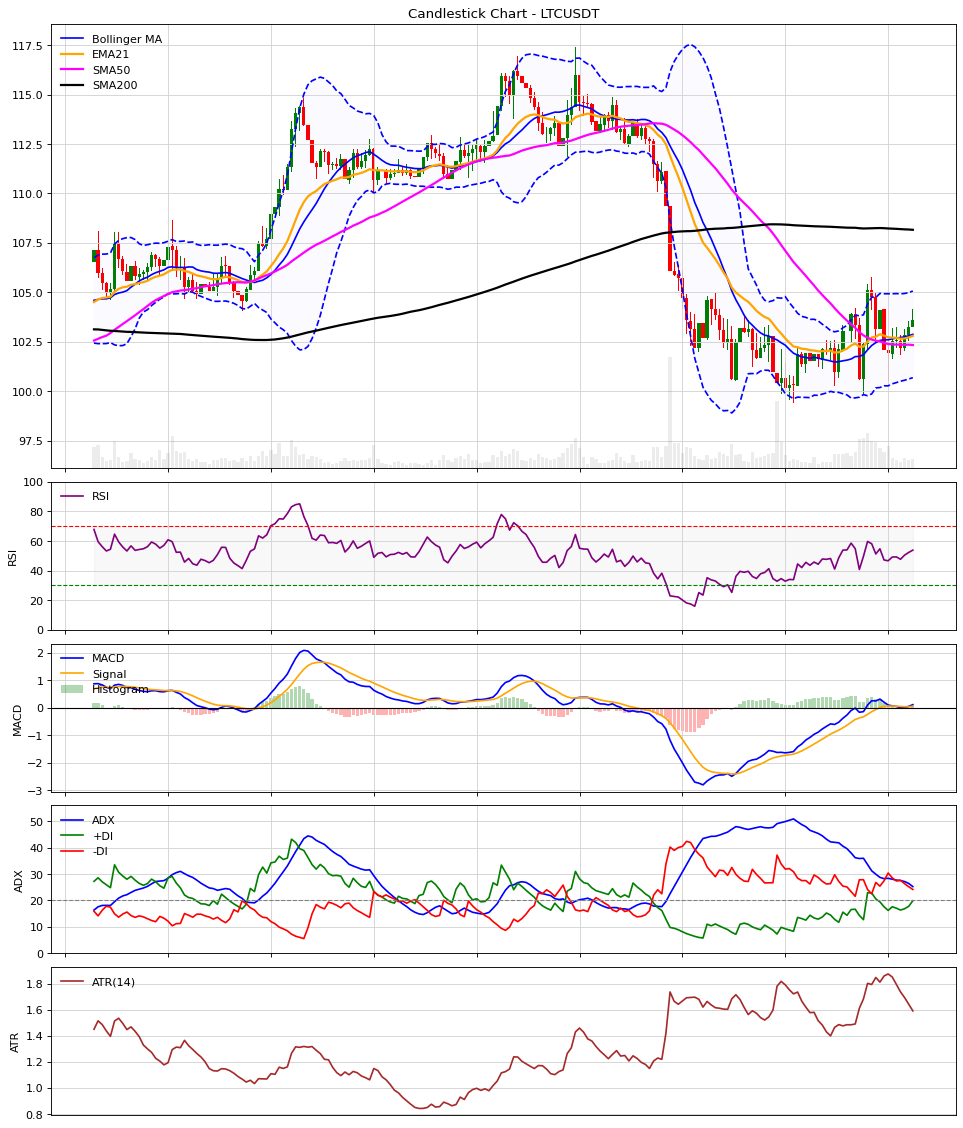 Candlestick Chart - LTCUSDT
Bollinger MA
EMA21
SMA50
SMA200
117.5
115.0
112.5
110.0
107.5
105.0
102.5
100.0
97.5
RSI
RSI
100
80
60
40
20
0
MACD
Signal
Histogram
MACD
2
1
0
−1
−2
−3
ADX
+DI
-DI
ADX
50
40
30
20
10
0
ATR(14)
ATR
1.8
1.6
1.4
1.2
1.0
0.8